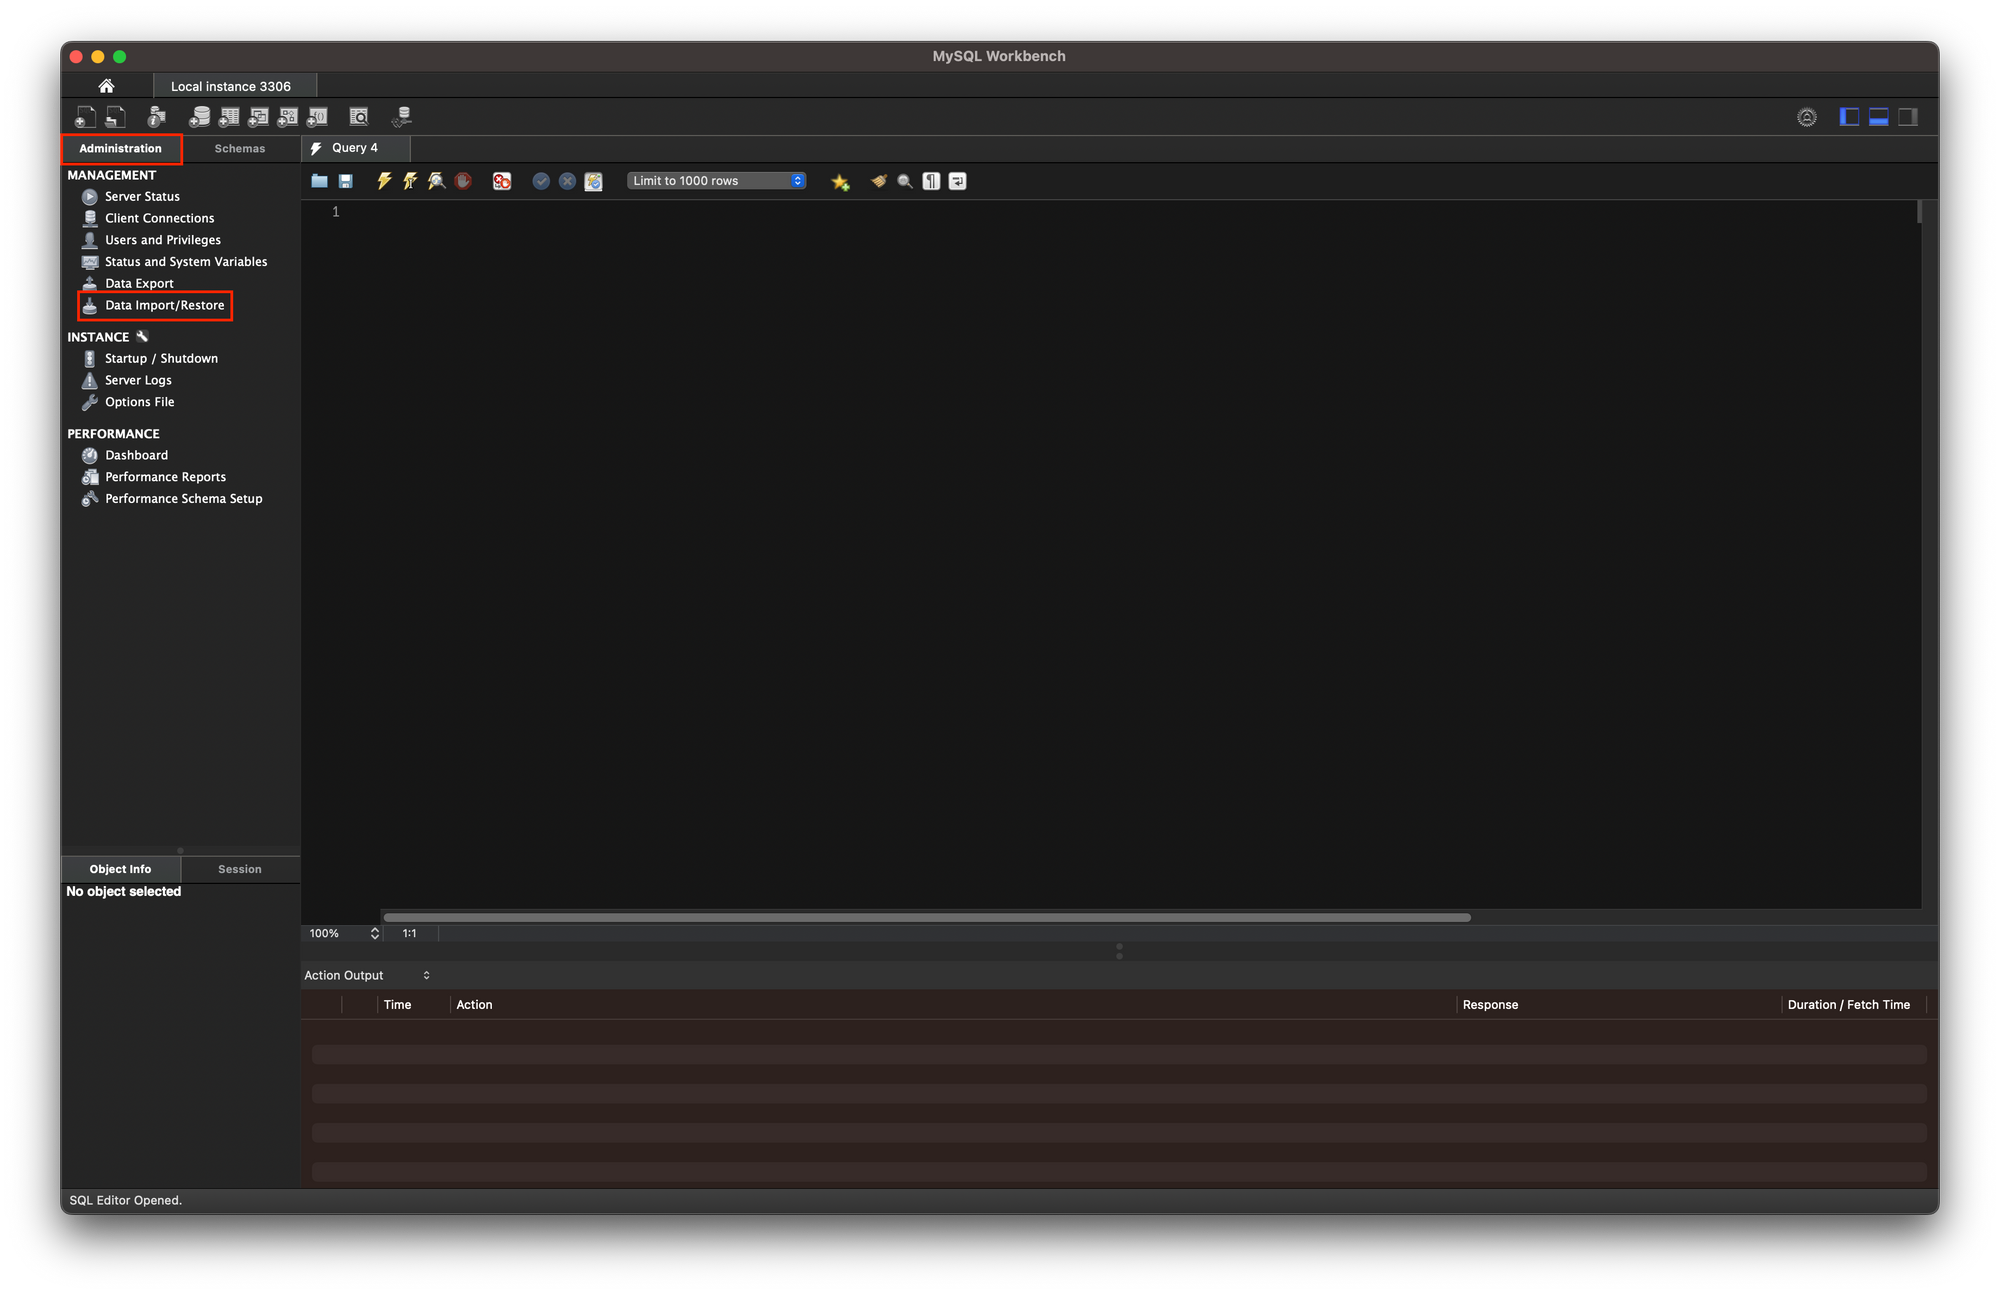 MySQL Workbench
Local instance 3306
Administration
Schemas
MANAGEMENT
Server Status
Client Connections
Users and Privileges
Status and System Variables
Data Export
Data Import/Restore
INSTANCE
Startup / Shutdown
Server Logs
Options File
PERFORMANCE
Dashboard
Performance Reports
Performance Schema Setup
Object Info
Session
No object selected
Query 4
Limit to 1000 rows
1
100%
1:1
Action Output
Time
Action
Response
Duration / Fetch Time
SQL Editor Opened.